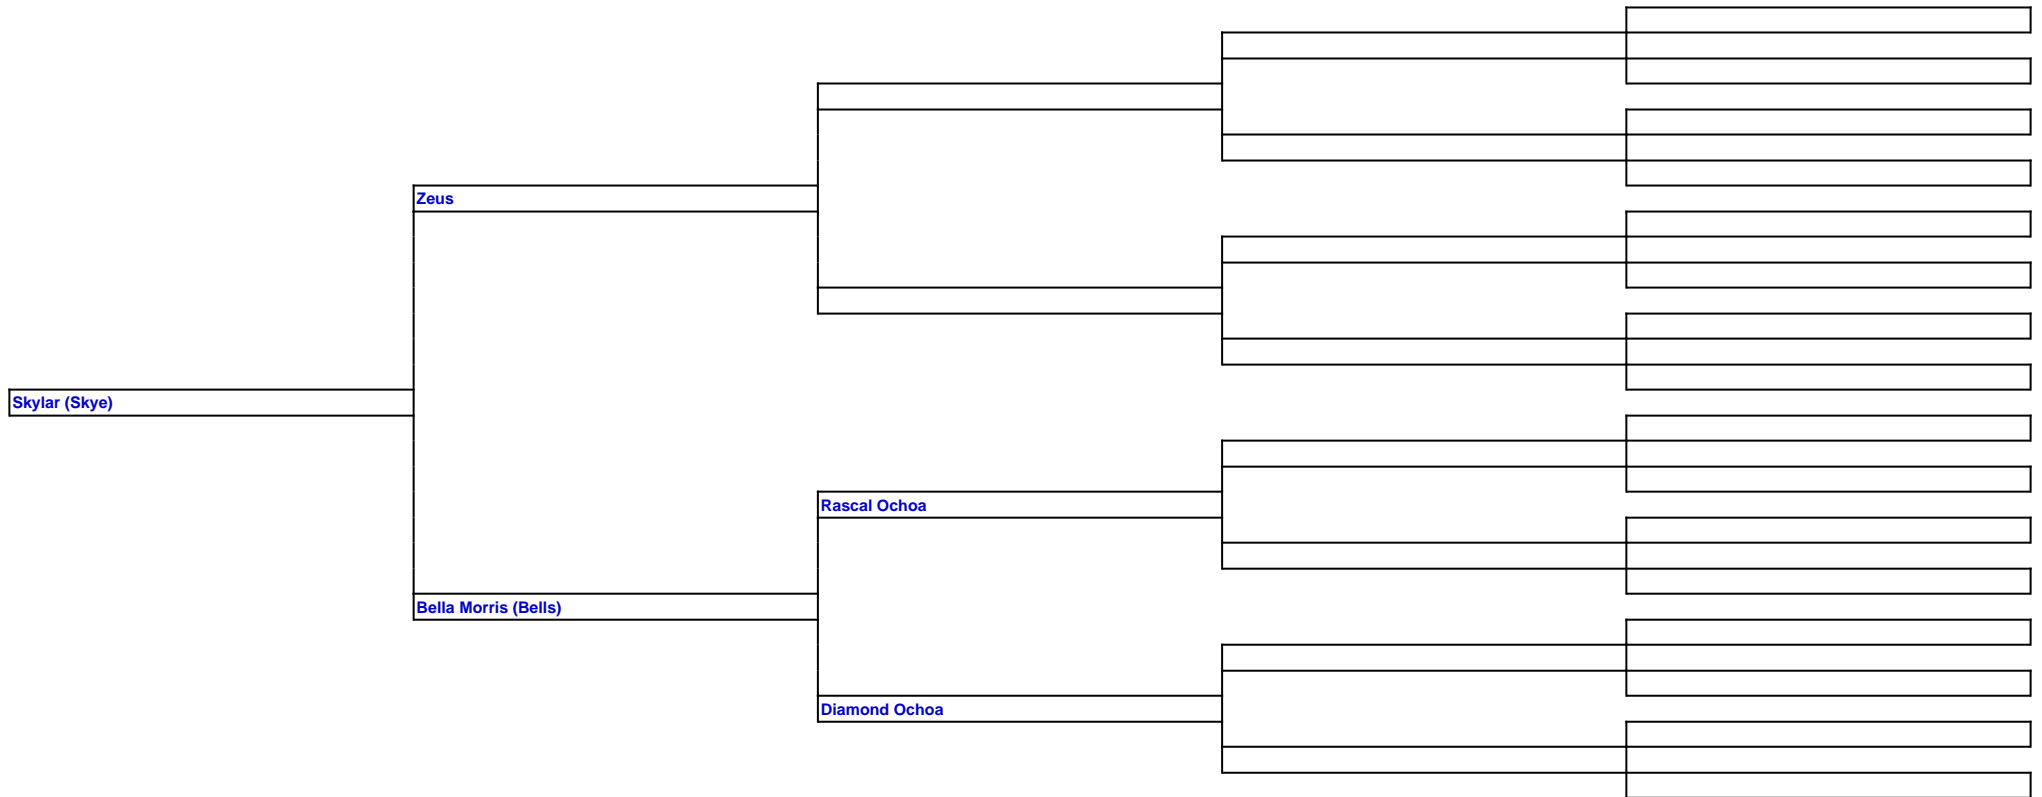 Zeus
Skylar (Skye)
Rascal Ochoa
Bella Morris (Bells)
Diamond Ochoa